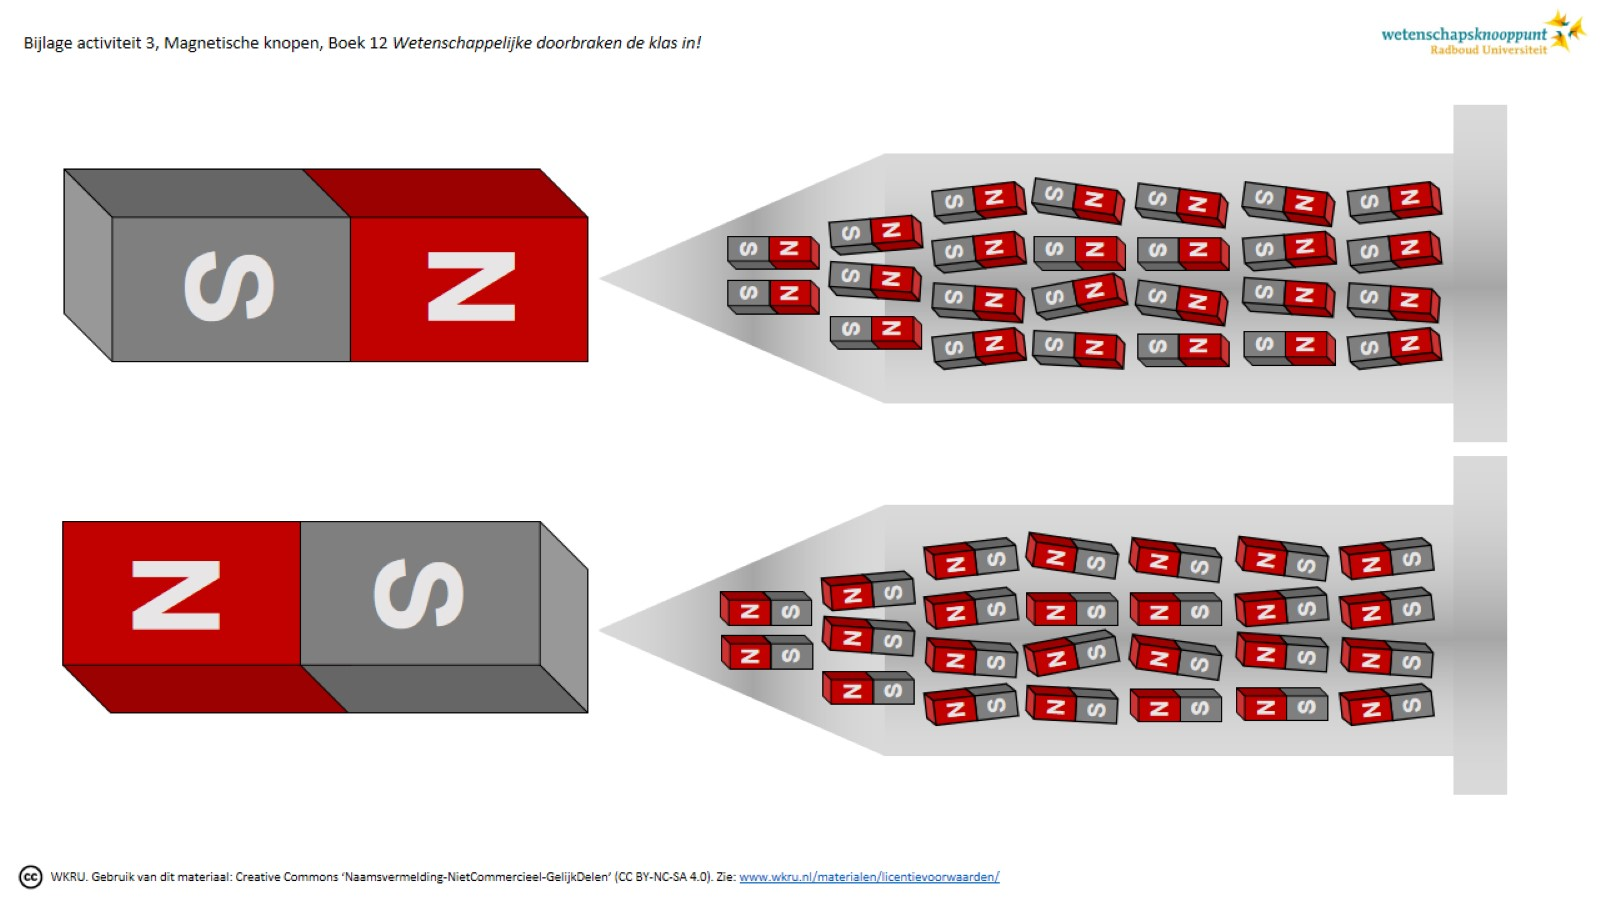 Bijlage activiteit 3, Magnetische knopen, Boek 12 Wetenschappelijke doorbraken de klas in!
wetenschapsknooppunt
Radboud Universiteit
S N
S N S N S N S N S N
S N S N
S N S N S N S N S N
S N S N
S N S N S N S N S N
S N
S N S N S N S N S N
N S
N S N S N S N S N S
N S N S
N S N S N S N S N S
N S N S
N S N S N S N S N S
N S
N S N S N S N S N S
cc WKRU. Gebruik van dit materiaal: Creative Commons ‘Naamsvermelding-NietCommercieel-GelijkDelen’ (CC BY-NC-SA 4.0). Zie: www.wkru.nl/materialen/licentievoorwaarden/